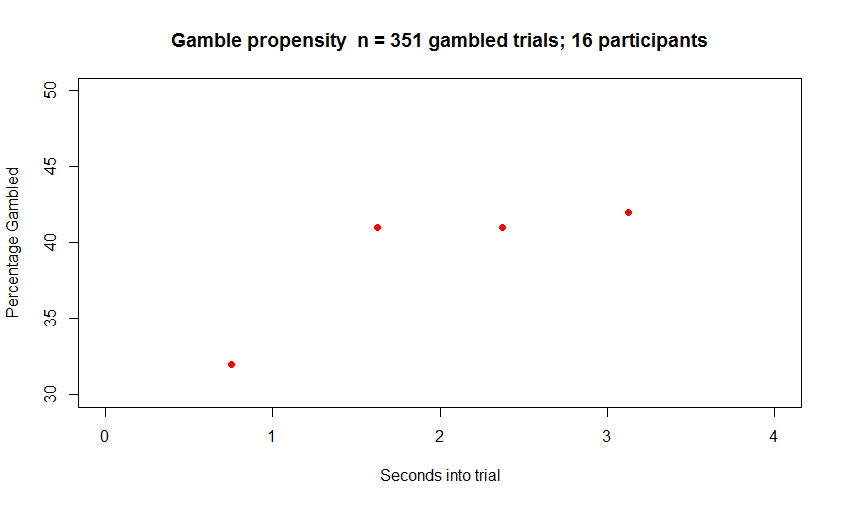 Gamble propensity  n = 351 gambled trials; 16 participants
50
45
40
35
30
Percentage Gambled
0 1 2 3 4
Seconds into trial